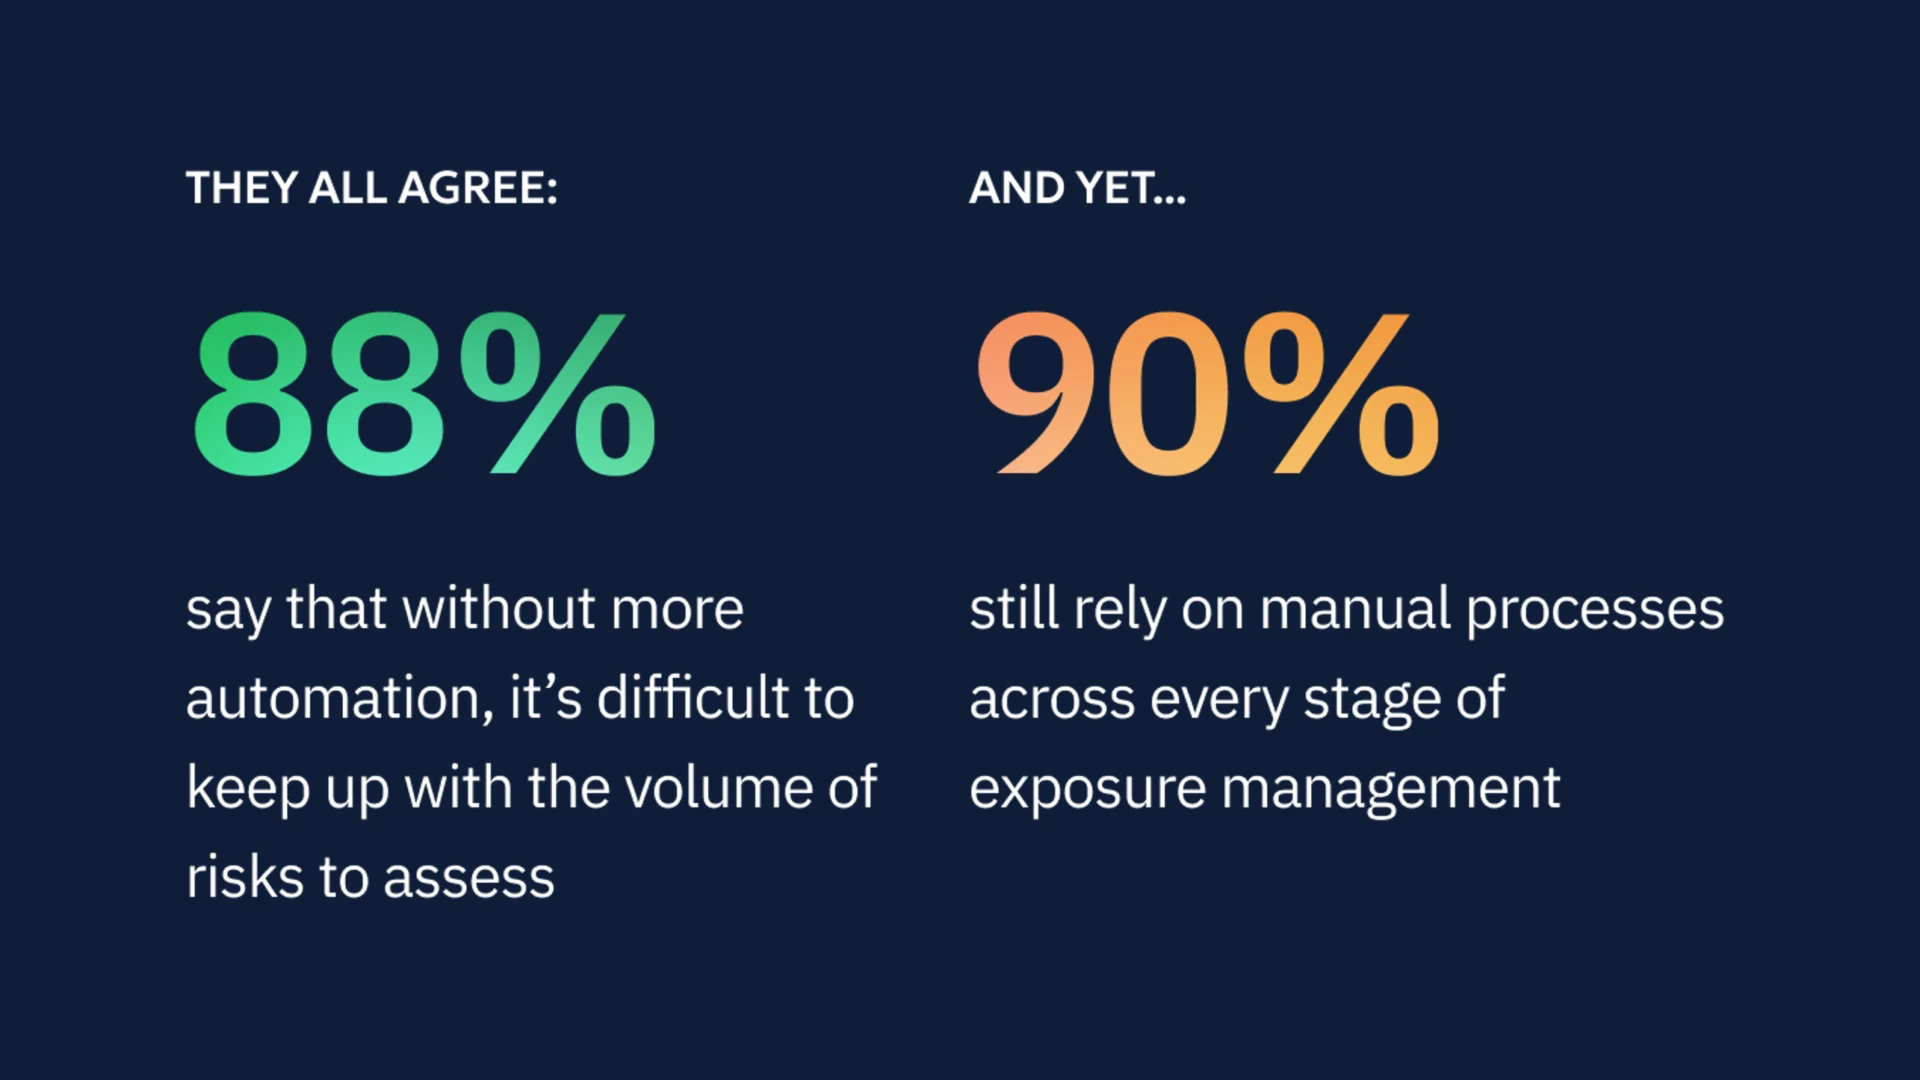 THEY ALL AGREE:
88%
say that without more
automation, it’s difficult to
keep up with the volume of
risks to assess
AND YET...
90%
still rely on manual processes
across every stage of
exposure management